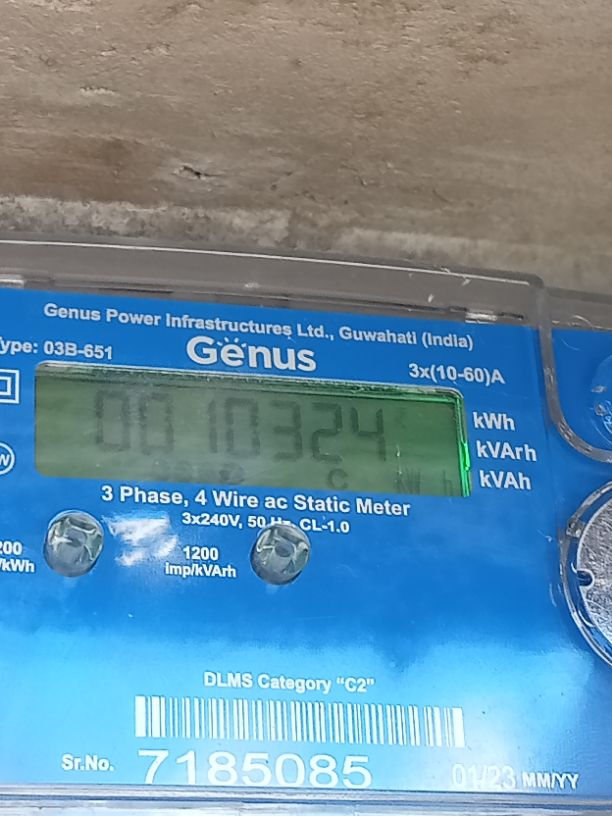 Genus Power Infrastructures Ltd., Guwahati (India)
ype: 03B-651
Genus
3x(10-60)A
0010324
kWh
kVArh
kVAh
C
kW h
3 Phase, 4 Wire ac Static Meter
3x240V, 50 Hz, CL-1.0
200
/kWh
1200
Imp/kVArh
DLMS Category "C2"
Sr.No. 7185085
01/23 MM/YY